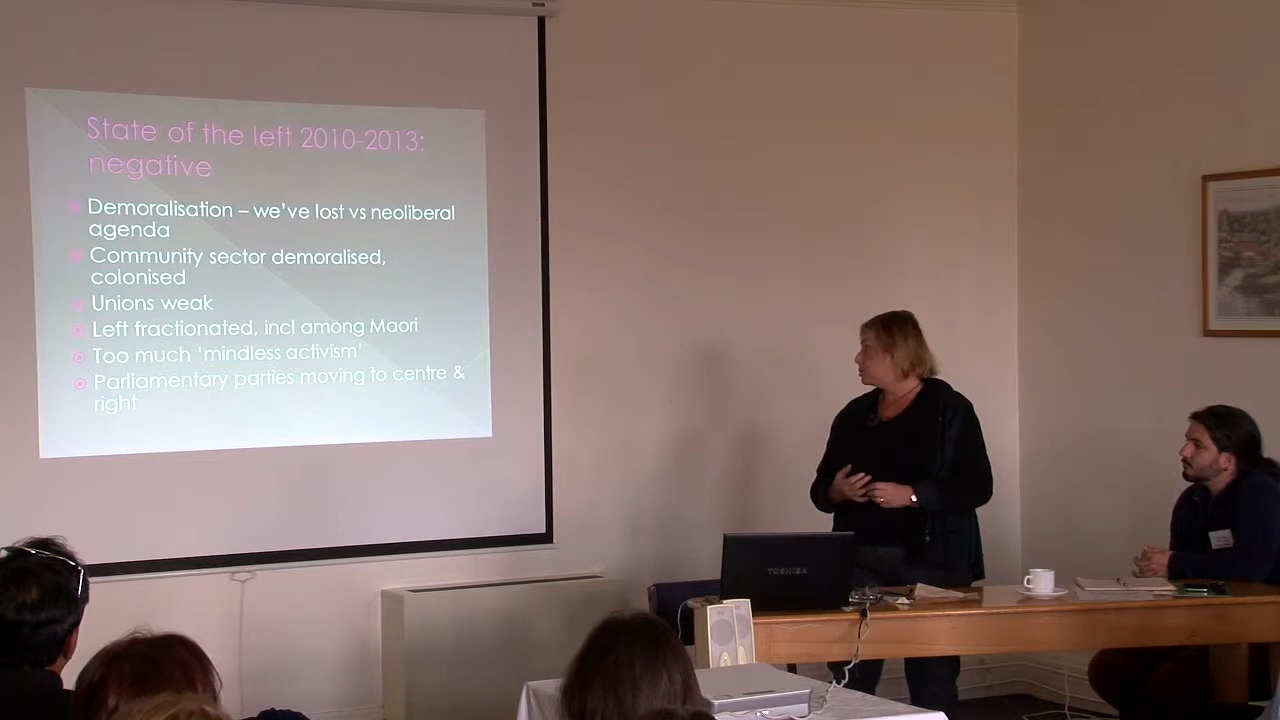 State of the left 2010-2013:
negative
Demoralisation – we've lost vs neoliberal
agenda
Community sector demoralised,
colonised
Unions weak
Left fractionated, incl among Maori
Too much 'mindless activism'
Parliamentary parties moving to centre &
right
TOSHIBA